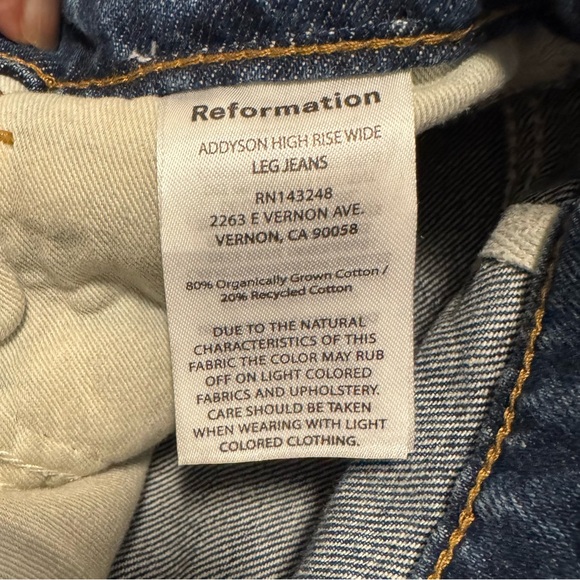 Reformation
ADDYSON HIGH RISE WIDE
LEG JEANS
RN143248
2263 E VERNON AVE.
VERNON, CA 90058
80% Organically Grown Cotton /
20% Recycled Cotton
DUE TO THE NATURAL
CHARACTERISTICS OF THIS
FABRIC THE COLOR MAY RUB
OFF ON LIGHT COLORED
FABRICS AND UPHOLSTERY.
CARE SHOULD BE TAKEN
WHEN WEARING WITH LIGHT
COLORED CLOTHING.